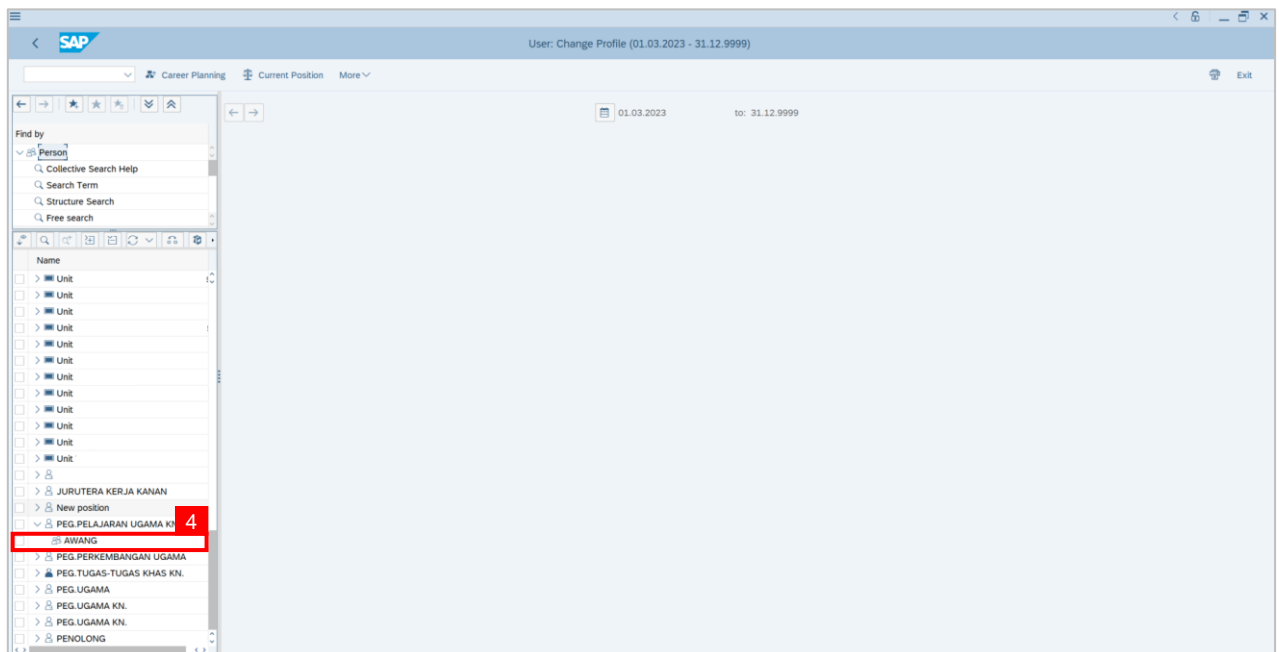 SAP
User: Change Profile (01.03.2023 - 31.12.9999)
Career Planning Current Position More Exit
01.03.2023 to: 31.12.9999
Find by
Person
Collective Search Help
Search Term
Structure Search
Free search
Name
Unit
Unit
Unit
Unit
Unit
Unit
Unit
Unit
Unit
Unit
Unit
Unit
JURUTERA KERJA KANAN
New position
PEG.PELAJARAN UGAMA 4
AWANG
PEG.PERKEMBANGAN UGAMA
PEG.TUGAS-TUGAS KHAS KN.
PEG.UGAMA
PEG.UGAMA KN.
PEG.UGAMA KN.
PENOLONG